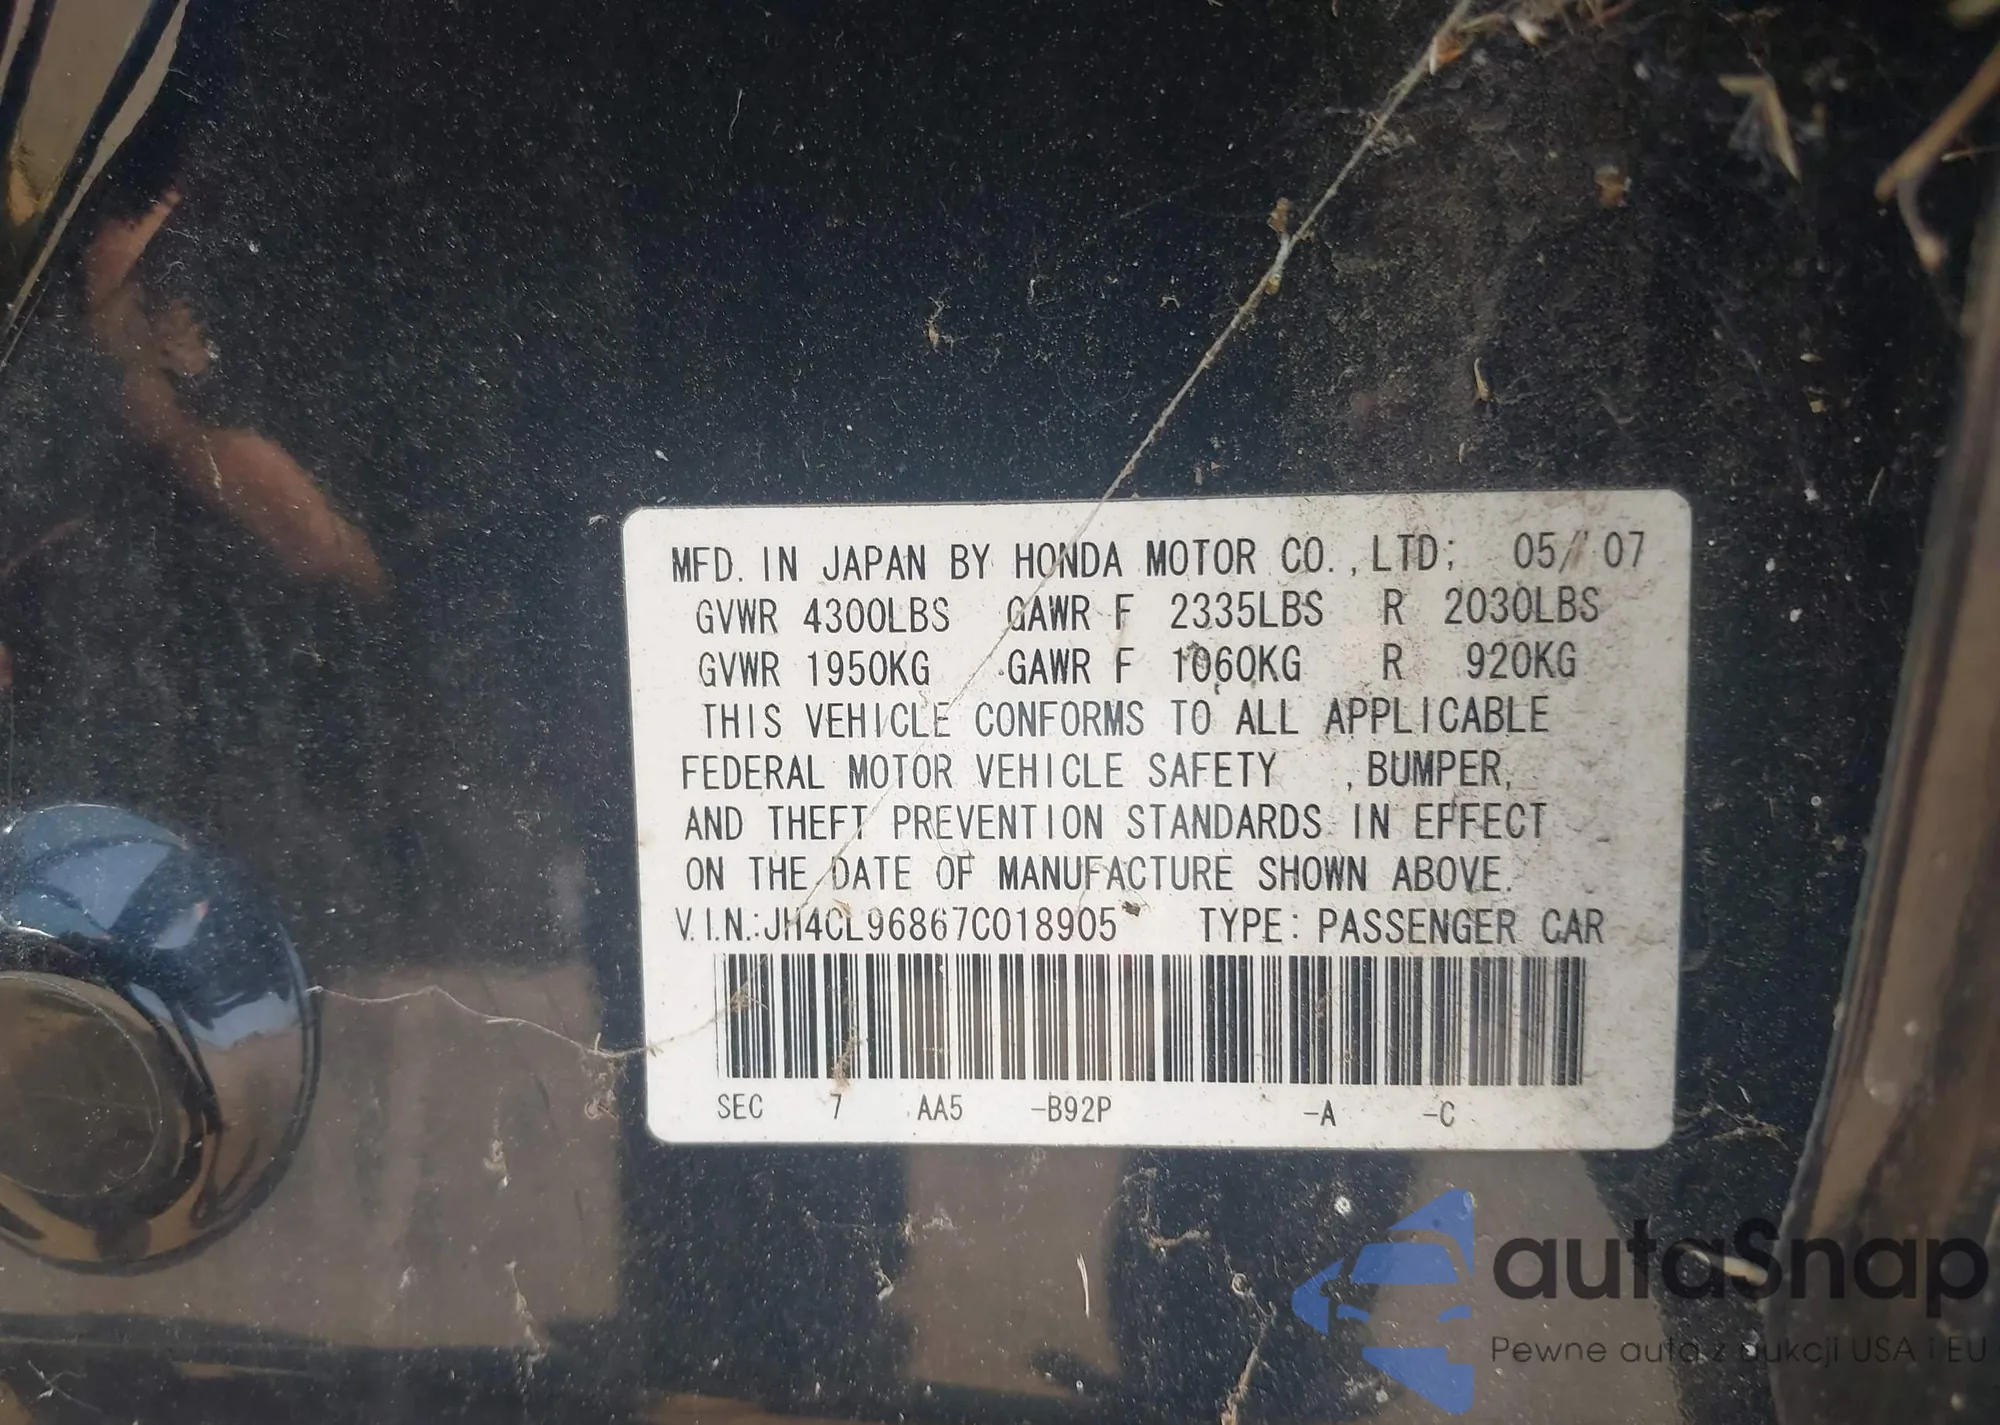 MFD. IN JAPAN BY HONDA MOTOR CO.,LTD; 05/ 07
GVWR 4300LBS GAWR F 2335LBS R 2030LBS
GVWR 1950KG GAWR F 1060KG R 920KG
THIS VEHICLE CONFORMS TO ALL APPLICABLE
FEDERAL MOTOR VEHICLE SAFETY ,BUMPER,
AND THEFT PREVENTION STANDARDS IN EFFECT
ON THE DATE OF MANUFACTURE SHOWN ABOVE.
V.I.N.:JH4CL96867C018905 TYPE: PASSENGER CAR
SEC 7 AA5 -B92P -A -C
autaSnap
Pewne auta z aukcji USA i EU